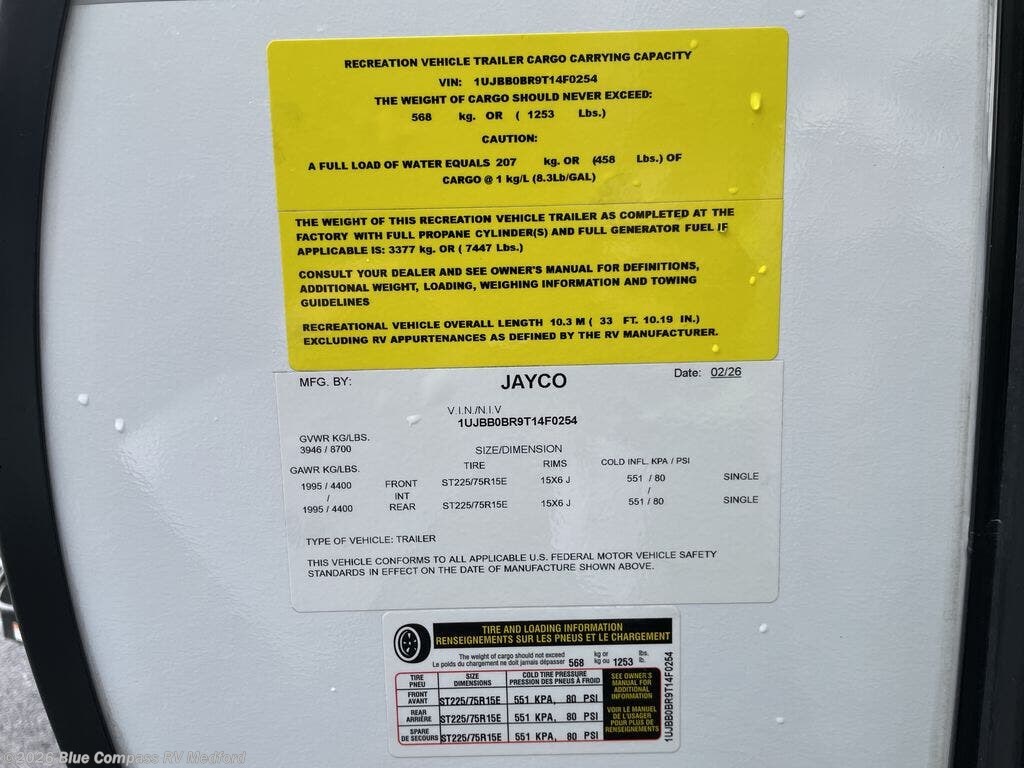 RECREATION VEHICLE TRAILER CARGO CARRYING CAPACITY
VIN: 1UJBB0BR9T14F0254
THE WEIGHT OF CARGO SHOULD NEVER EXCEED:
568 kg. OR ( 1253 Lbs.)
CAUTION:
A FULL LOAD OF WATER EQUALS 207 kg. OR (458 Lbs.) OF
CARGO @ 1 kg/L (8.3Lb/GAL)
THE WEIGHT OF THIS RECREATION VEHICLE TRAILER AS COMPLETED AT THE
FACTORY WITH FULL PROPANE CYLINDER(S) AND FULL GENERATOR FUEL IF
APPLICABLE IS: 3377 kg. OR ( 7447 Lbs.)
CONSULT YOUR DEALER AND SEE OWNER'S MANUAL FOR DEFINITIONS,
ADDITIONAL WEIGHT, LOADING, WEIGHING INFORMATION AND TOWING
GUIDELINES
RECREATIONAL VEHICLE OVERALL LENGTH 10.3 M ( 33 FT. 10.19 IN.)
EXCLUDING RV APPURTENANCES AS DEFINED BY THE RV MANUFACTURER.
MFG. BY: JAYCO Date: 02/26
V.I.N./N.I.V
1UJBB0BR9T14F0254
GVWR KG/LBS.
3946 / 8700
SIZE/DIMENSION
GAWR KG/LBS. TIRE RIMS COLD INFL. KPA / PSI
1995 / 4400 FRONT ST225/75R15E 15X6 J 551 / 80 SINGLE
/ INT /
1995 / 4400 REAR ST225/75R15E 15X6 J 551 / 80 SINGLE
TYPE OF VEHICLE: TRAILER
THIS VEHICLE CONFORMS TO ALL APPLICABLE U.S. FEDERAL MOTOR VEHICLE SAFETY
STANDARDS IN EFFECT ON THE DATE OF MANUFACTURE SHOWN ABOVE.
TIRE AND LOADING INFORMATION
RENSEIGNEMENTS SUR LES PNEUS ET LE CHARGEMENT
The weight of cargo should not exceed
Le poids du chargement ne doit jamais dépasser 568 kg or kg ou 1253 lbs. lb.
TIRE PNEU SIZE DIMENSIONS COLD TIRE PRESSURE PRESSION DES PNEUS À FROID
FRONT AVANT ST225/75R15E 551 KPA, 80 PSI
REAR ARRIÈRE ST225/75R15E 551 KPA, 80 PSI
SPARE DE SECOURS ST225/75R15E 551 KPA, 80 PSI
SEE OWNER'S
MANUAL FOR
ADDITIONAL
INFORMATION
VOIR LE MANUEL
DE L'USAGER
POUR PLUS DE
RENSEIGNEMENTS
1UJBB0BR9T14F0254
©2026 Blue Compass RV Medford